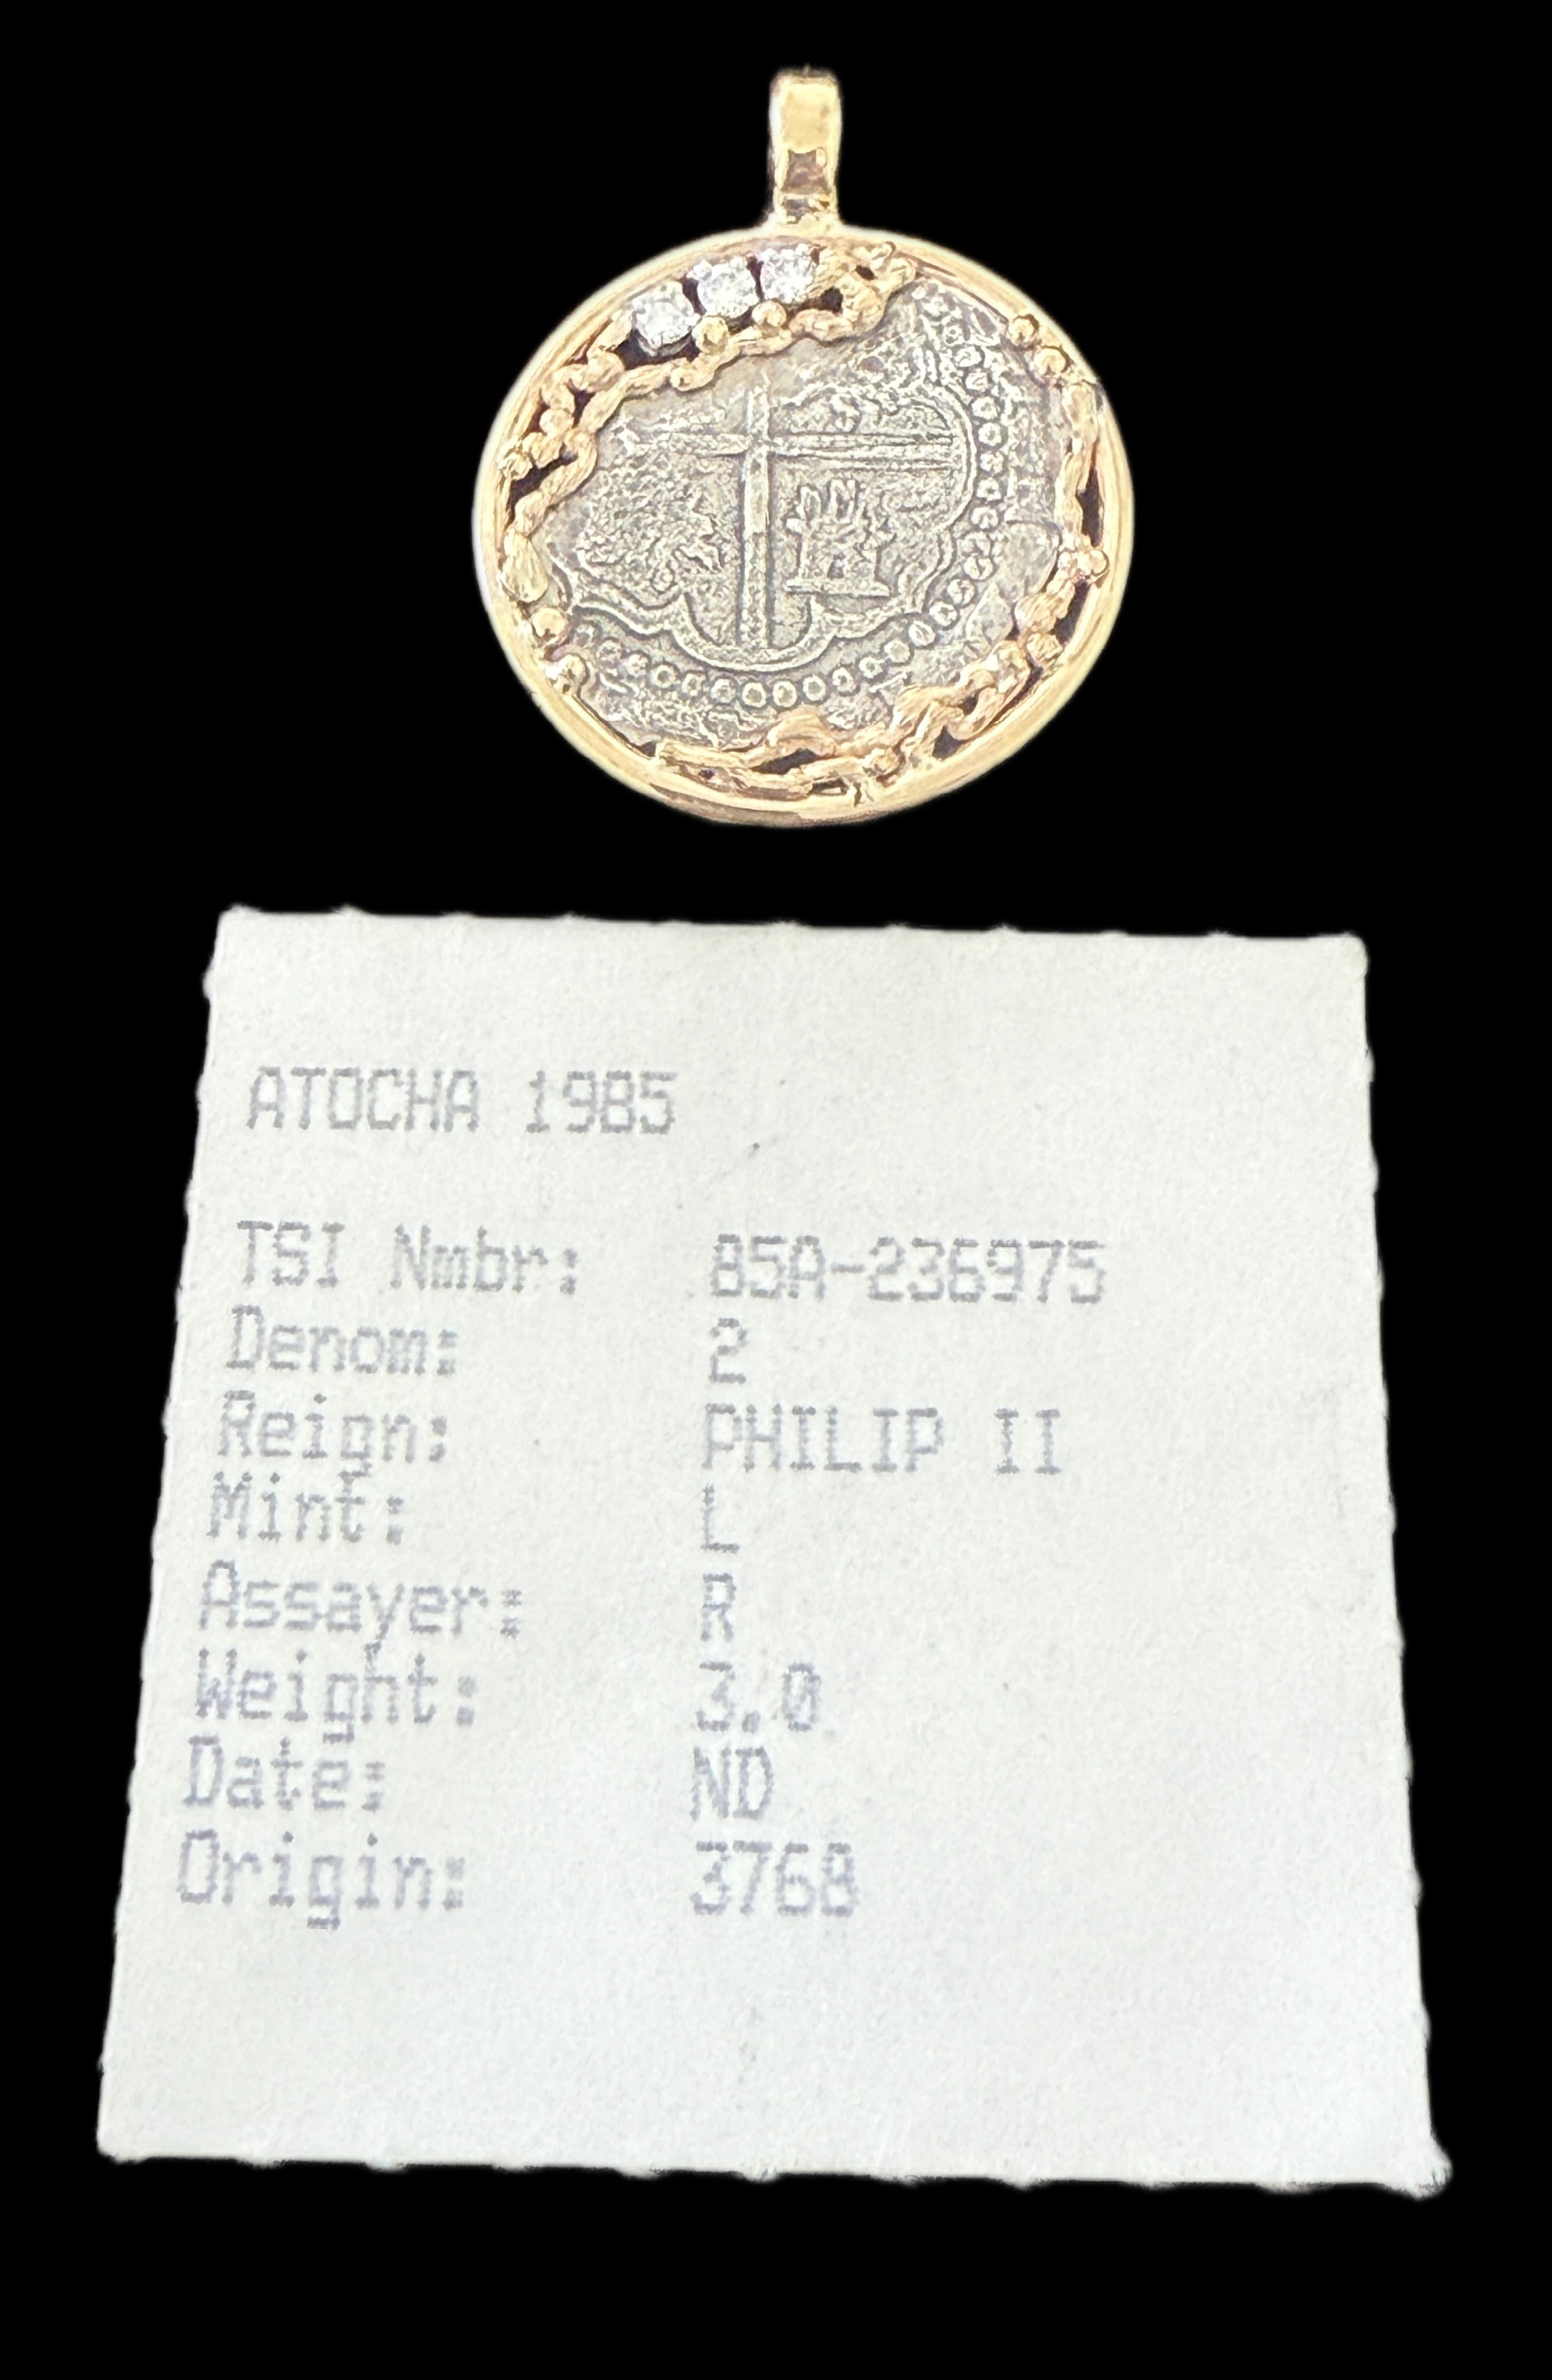 ATOCHA 1985
TSI Nmbr: 85A-236975
Denom: 2
Reign: PHILIP II
Mint: L
Assayer: R
Weight: 3.0
Date: ND
Origin: 3768